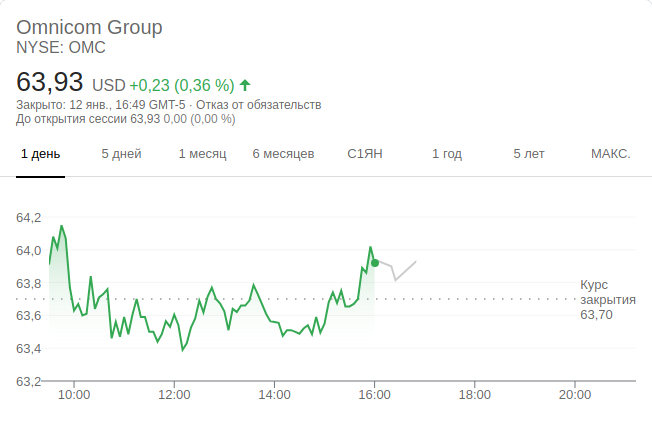 Omnicom Group
NYSE: OMC
63,93 USD +0,23 (0,36 %)
Закрыто: 12 янв., 16:49 GMT-5 · Отказ от обязательств
До открытия сессии 63,93 0,00 (0,00 %)
1 день 5 дней 1 месяц 6 месяцев С1ЯН 1 год 5 лет МАКС.
64,2
64,0
63,8
63,6
63,4
63,2
Курс
закрытия
63,70
10:00 12:00 14:00 16:00 18:00 20:00